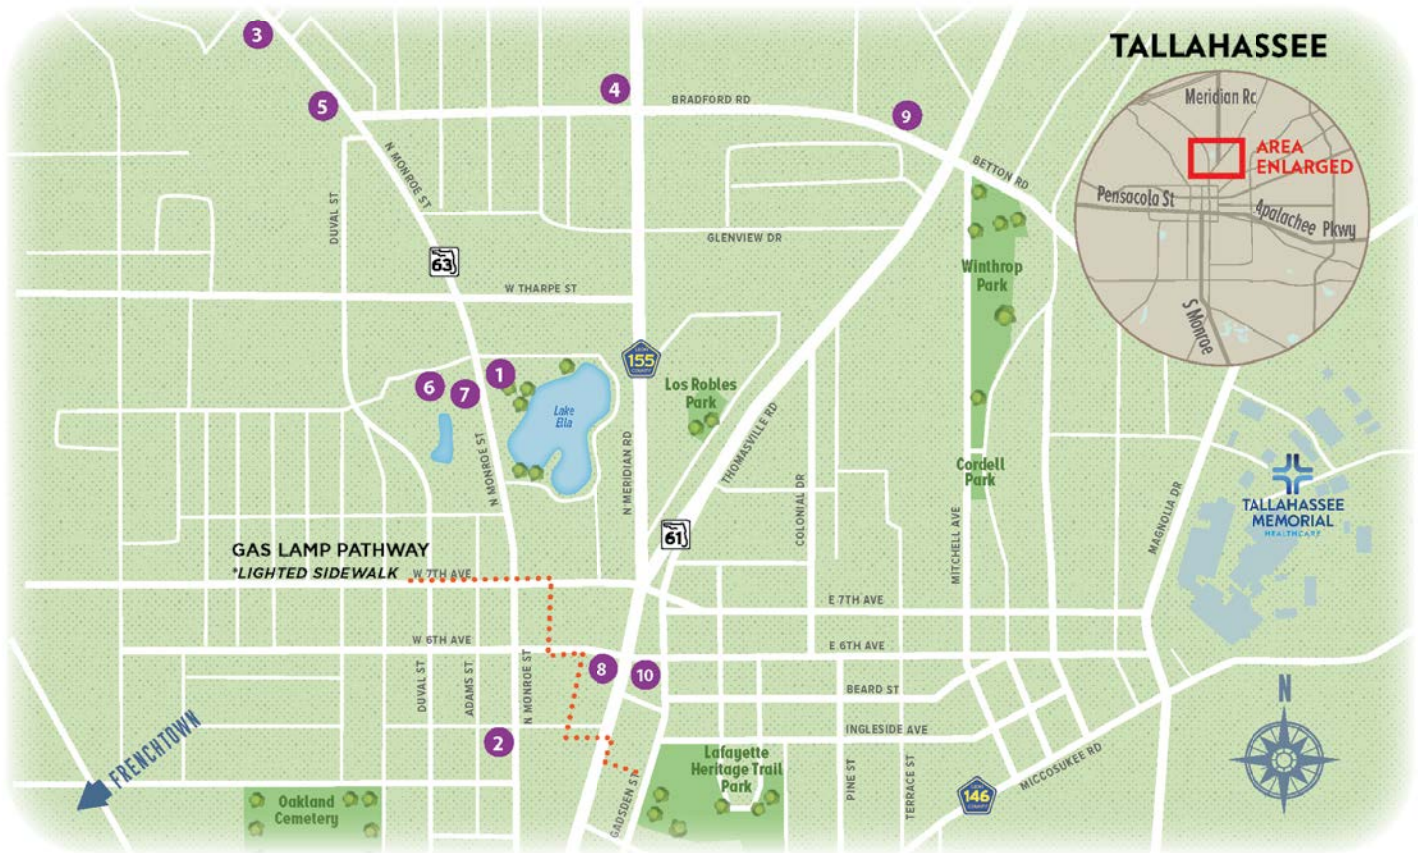 3
TALLAHASSEE
4
5
BRADFORD RD
9
Meridian Rc
AREA
ENLARGED
N MONROE ST
BETTON RD
Pensacola St
Apalachee Pkwy
DUVAL ST
GLENVIEW DR
63
Winthrop
Park
W THARPE ST
S Monroe
155
COUNTY
1
6
7
Los Robles
Park
Lake
Ella
THOMASVILLE RD
N MONROE ST
N MERIDIAN RD
Cordell
Park
COLONIAL DR
MITCHELL AVE
MAGNOLIA DR
TALLAHASSEE
MEMORIAL
HEALTHCARE
61
GAS LAMP PATHWAY
*LIGHTED SIDEWALK
W 7TH AVE
E 7TH AVE
W 6TH AVE
E 6TH AVE
8
10
DUVAL ST
ADAMS ST
N MONROE ST
BEARD ST
N
2
INGLESIDE AVE
FRENCHTOWN
Lafayette
Heritage Trail
Park
GADSDEN ST
PINE ST
TERRACE ST
MICCOSUKEE RD
146
COUNTY
Oakland
Cemetery